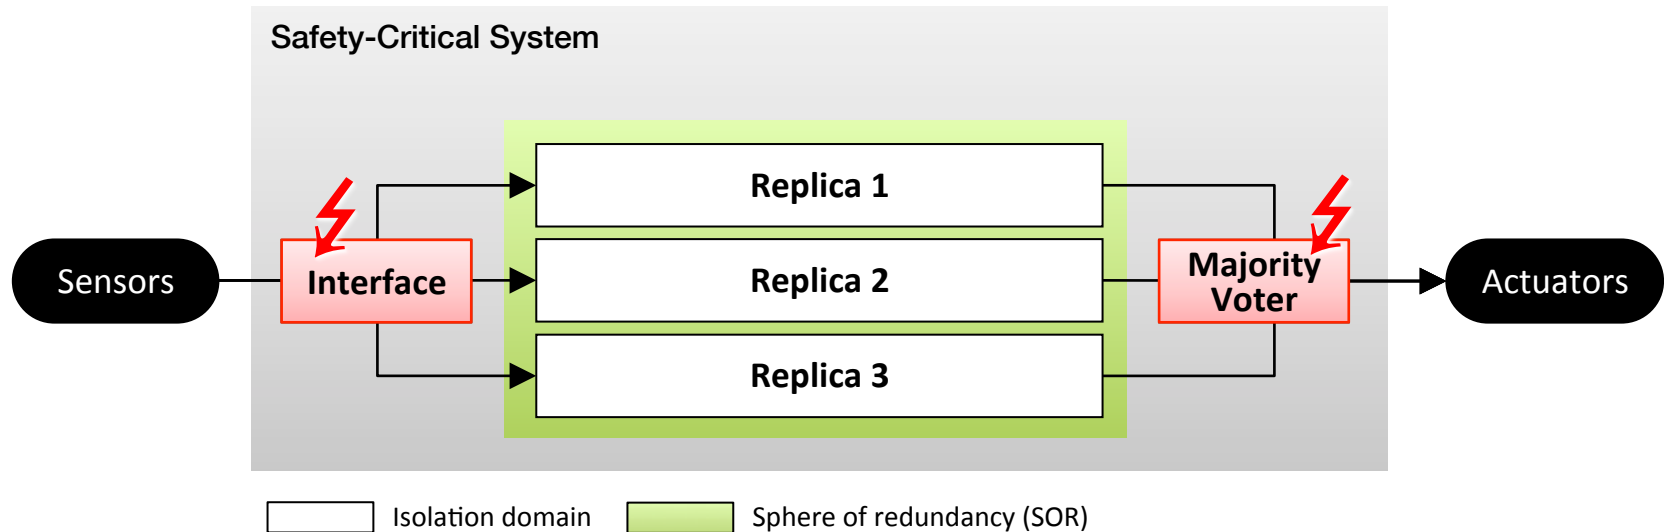 Safety-Critical System
Replica 1
Sensors
Interface
Replica 2
Majority
Voter
Actuators
Replica 3
Isolation domain
Sphere of redundancy (SOR)